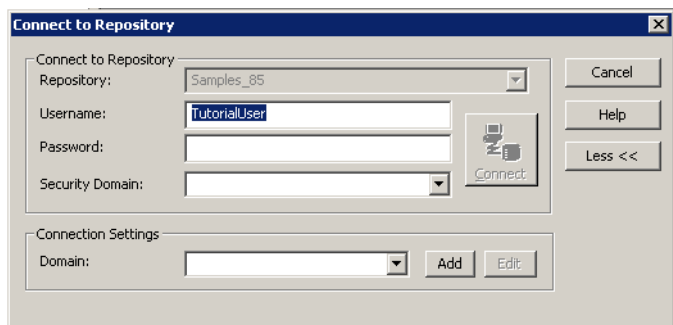 Connect to Repository
Connect to Repository
Repository: Samples_85
Username: TutorialUser
Password:
Security Domain:
Connect
Cancel
Help
Less <<
Connection Settings
Domain: Add Edit